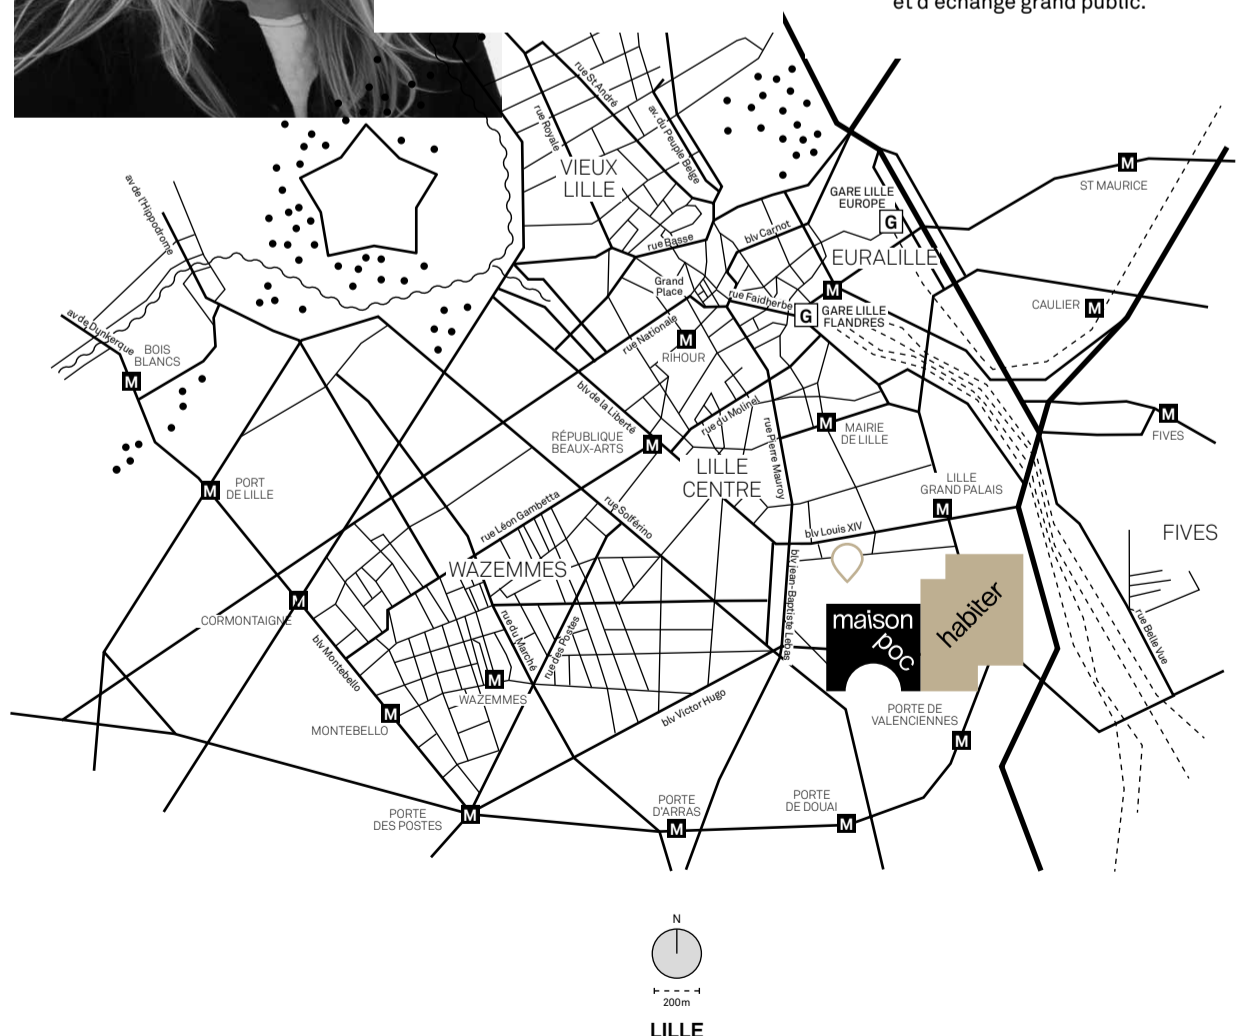 et d'échange grand public.
rue St André
rue Royale
av. du Peuple Belge
VIEUX
LILLE
av de l'Hippodrome
M
ST MAURICE
GARE LILLE
EUROPE
G
blv Carnot
rue Basse
EURALILLE
Grand
Place
M
rue Faidherbe
G
GARE LILLE
FLANDRES
CAULIER
M
av de Dunkerque
BOIS
BLANCS
M
rue Nationale
M
RIHOUR
blv de la Liberté
rue du Molinel
rue Pierre Mauroy
M
MAIRIE
DE LILLE
M
FIVES
RÉPUBLIQUE
BEAUX-ARTS
M
LILLE
CENTRE
M
PORT
DE LILLE
LILLE
GRAND PALAIS
M
rue Léon Gambetta
rue Solférino
blv Louis XIV
FIVES
WAZEMMES
blv Jean-Baptiste Lebas
M
CORMONTAIGNE
maison
poc
habiter
rue du Marché
rue des Postes
rue Belle Vue
blv Montebello
M
WAZEMMES
blv Victor Hugo
M
MONTEBELLO
PORTE DE
VALENCIENNES
M
PORTE
DES POSTES
M
PORTE
D'ARRAS
M
PORTE
DE DOUAI
M
N
200m
LILLE